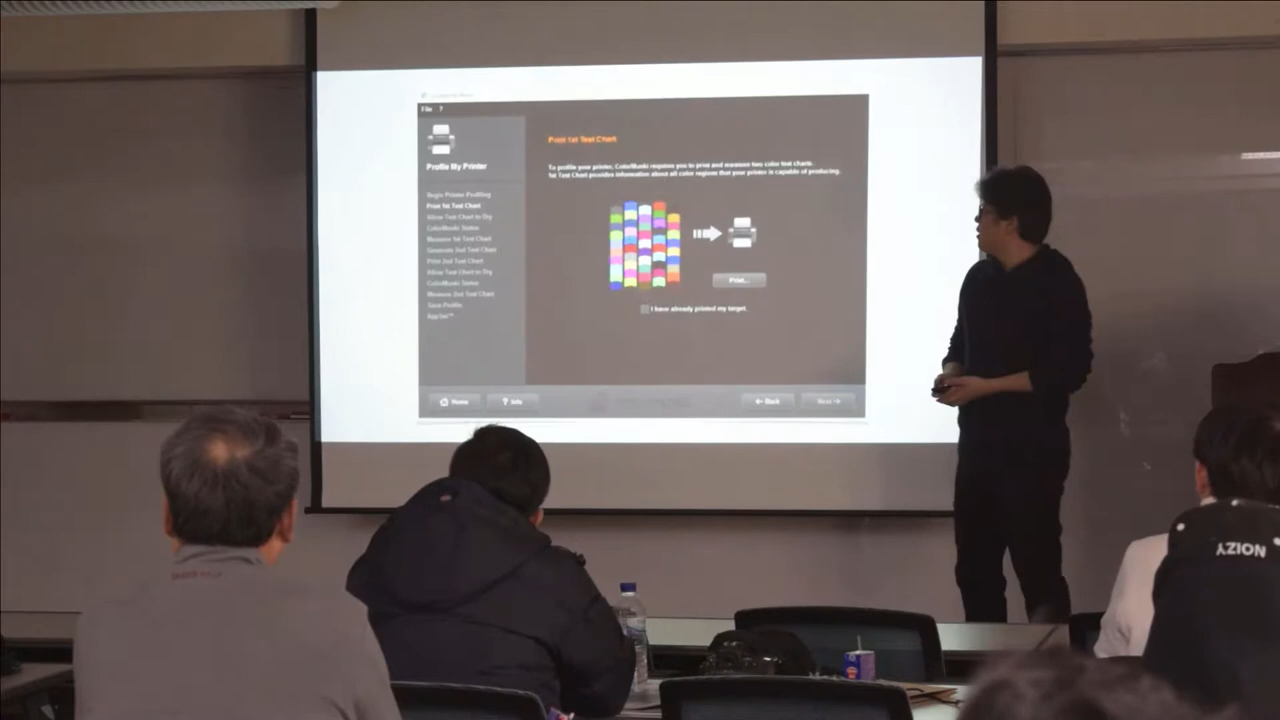 File ?
Profile My Printer
Begin Printer Profiling
Print 1st Test Chart
Allow Test Chart to Dry
ColorMunki Status
Measure 1st Test Chart
Generate 2nd Test Chart
Print 2nd Test Chart
Allow Test Chart to Dry
ColorMunki Status
Measure 2nd Test Chart
Save Profile
AppSet™
Print 1st Test Chart
To profile your printer, ColorMunki requires you to print and measure two color test charts.
1st Test Chart provides information about all color regions that your printer is capable of producing.
Print...
I have already printed my target.
Home
? Info
Back
Next
NOIZY